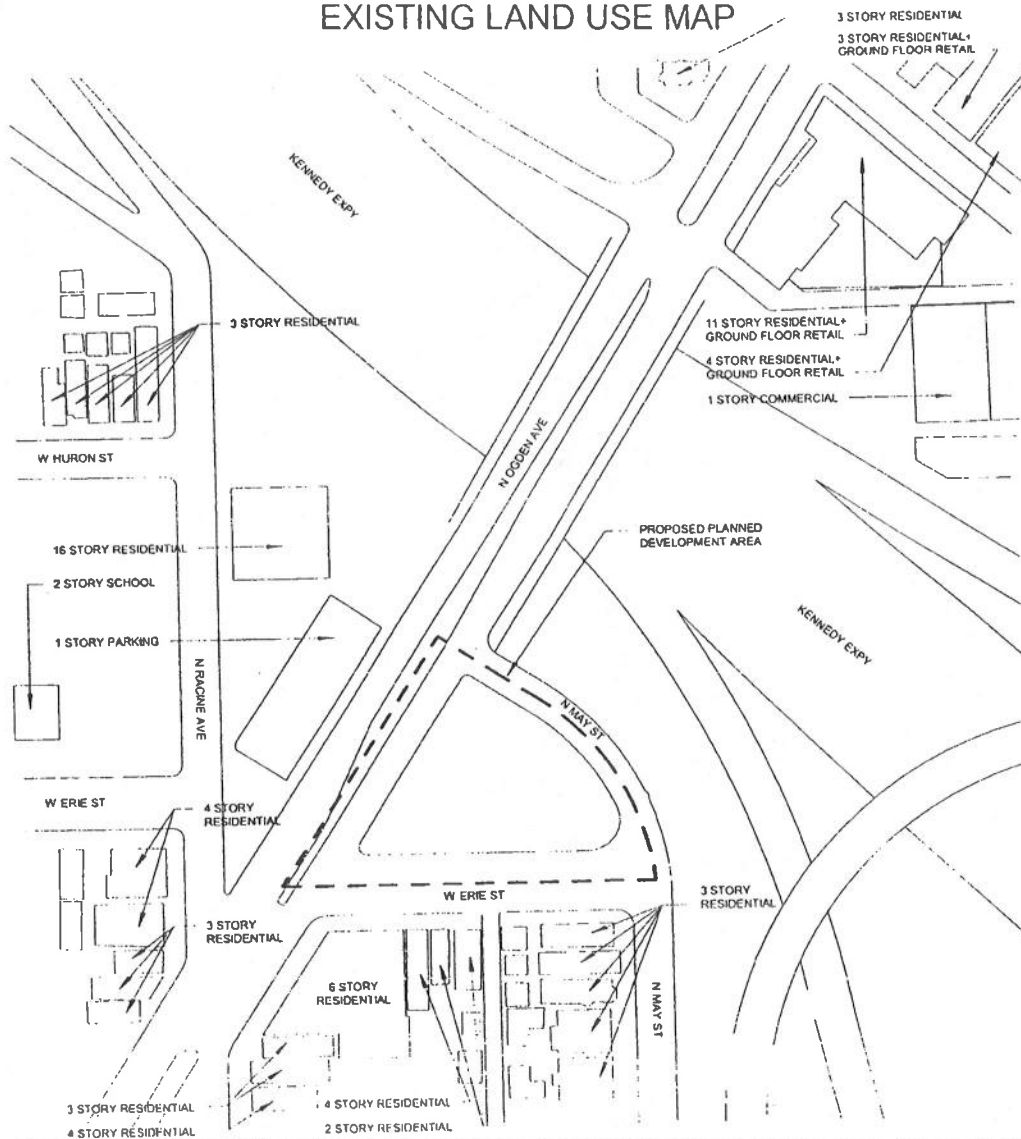 EXISTING LAND USE MAP
3 STORY RESIDENTIAL
3 STORY RESIDENTIAL+
GROUND FLOOR RETAIL
KENNEDY EXPY
3 STORY RESIDENTIAL
11 STORY RESIDENTIAL+
GROUND FLOOR RETAIL
4 STORY RESIDENTIAL+
GROUND FLOOR RETAIL
1 STORY COMMERCIAL
W HURON ST
N OGDEN AVE
PROPOSED PLANNED
DEVELOPMENT AREA
16 STORY RESIDENTIAL
2 STORY SCHOOL
1 STORY PARKING
KENNEDY EXPY
N RACINE AVE
N MAY ST
W ERIE ST
4 STORY
RESIDENTIAL
W ERIE ST
3 STORY
RESIDENTIAL
3 STORY
RESIDENTIAL
6 STORY
RESIDENTIAL
N MAY ST
3 STORY RESIDENTIAL
4 STORY RESIDENTIAL
4 STORY RESIDENTIAL
2 STORY RESIDENTIAL